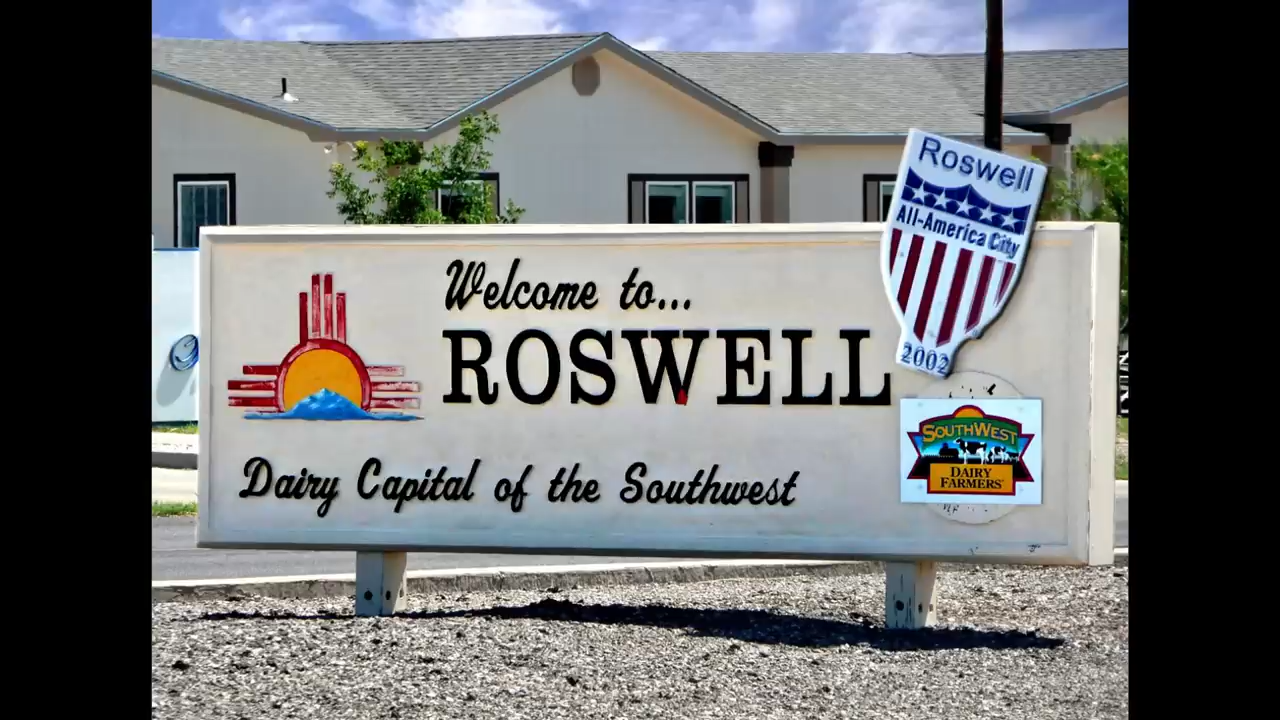 Roswell
All-America City
2002
Welcome to...
ROSWELL
Dairy Capital of the Southwest
SOUTHWEST
DAIRY
FARMERS